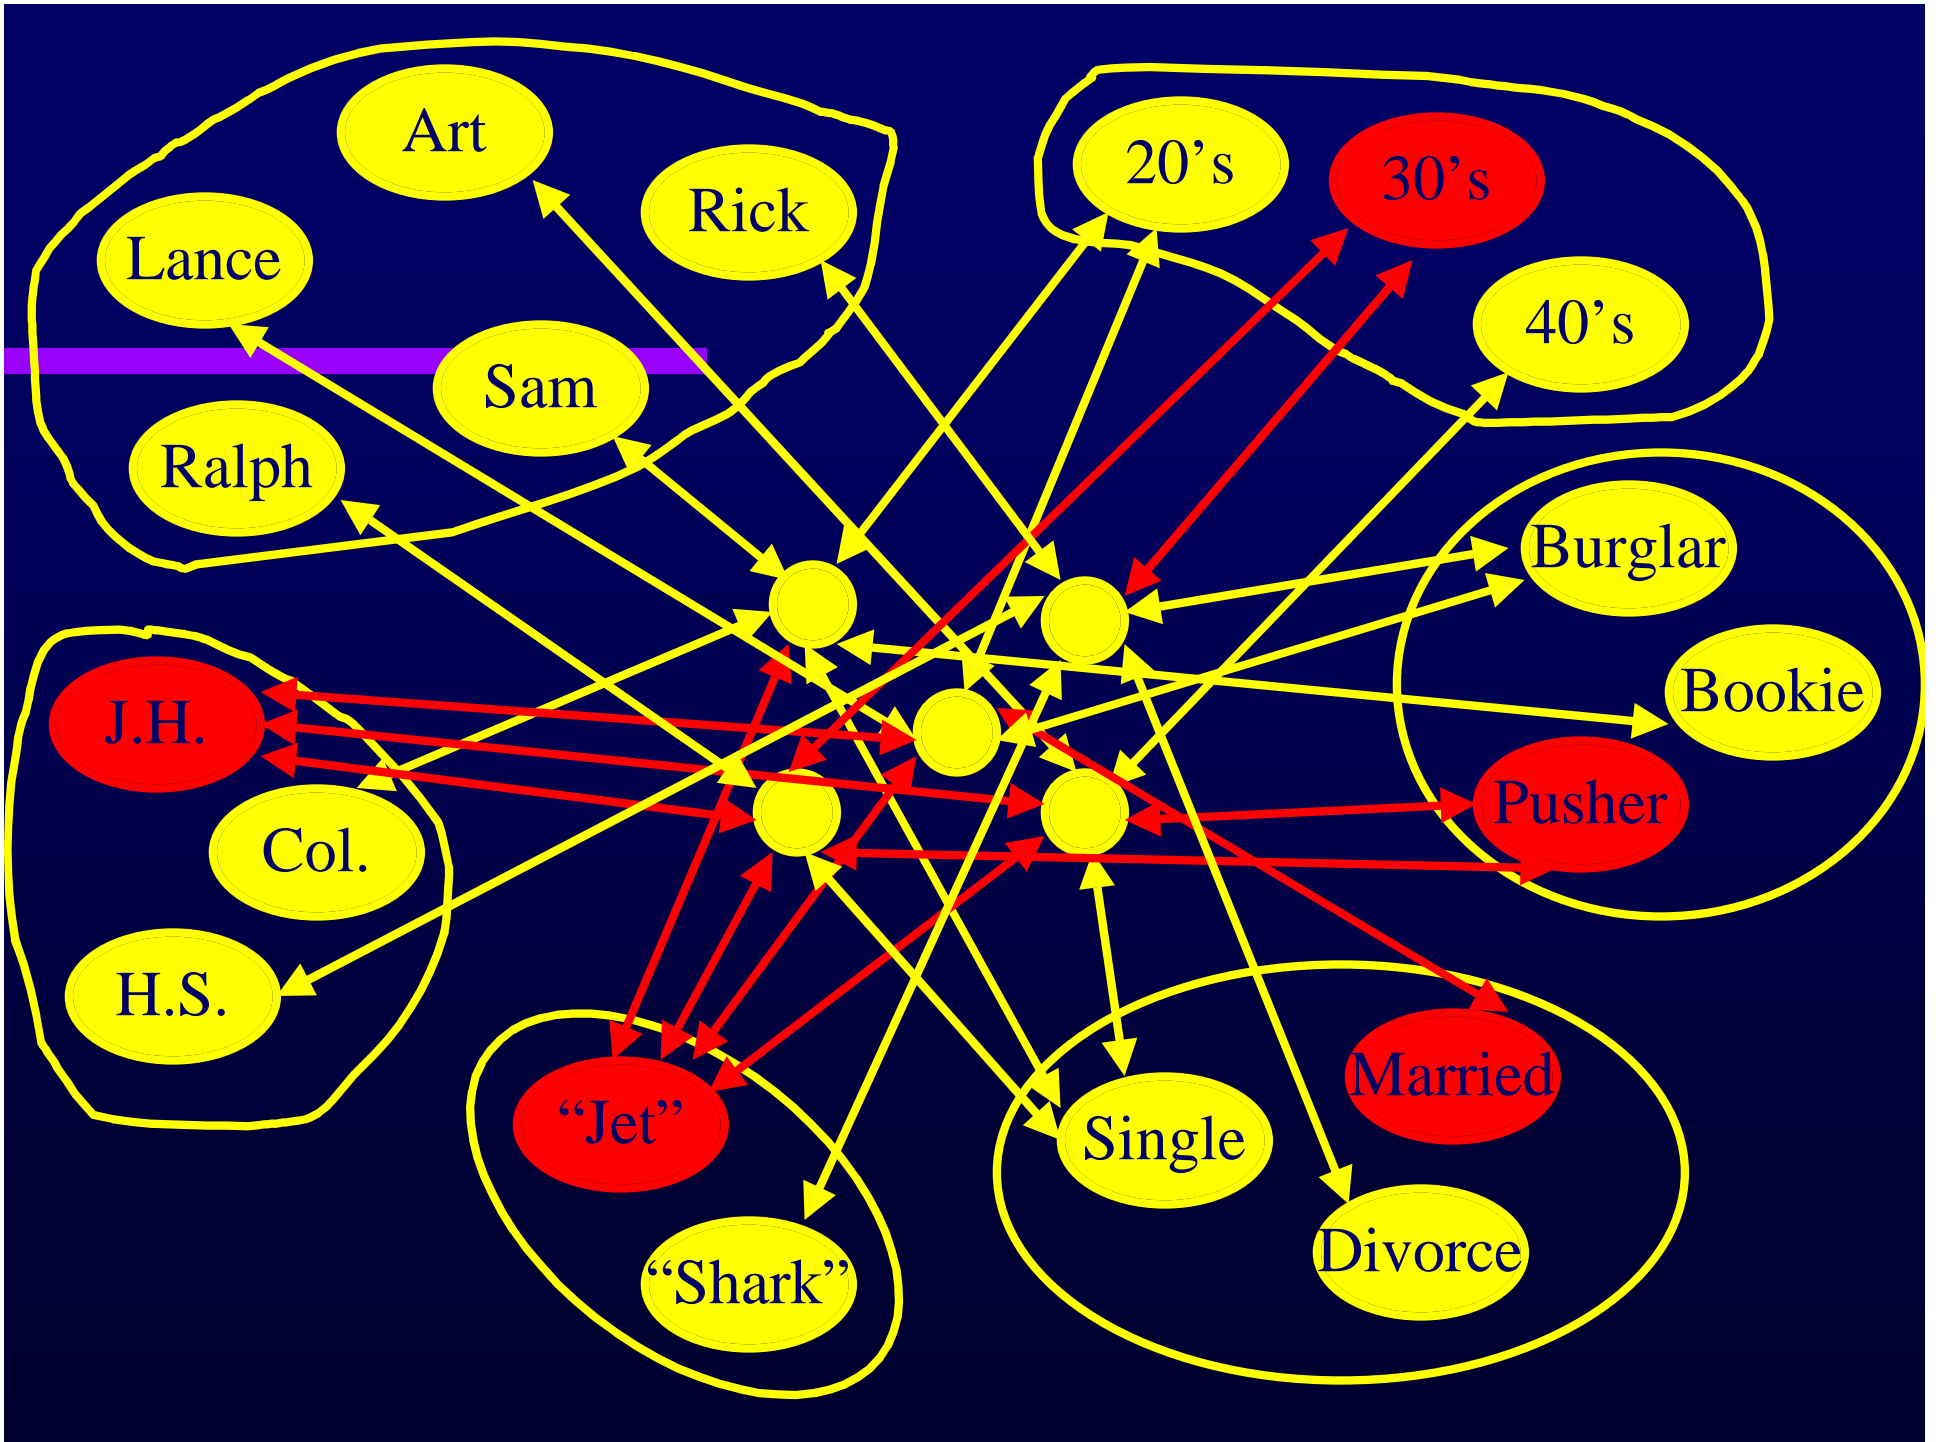 Art
Rick
Lance
Sam
Ralph
20’s
30’s
40’s
Burglar
Bookie
Pusher
J.H.
Col.
H.S.
“Jet”
“Shark”
Single
Married
Divorce